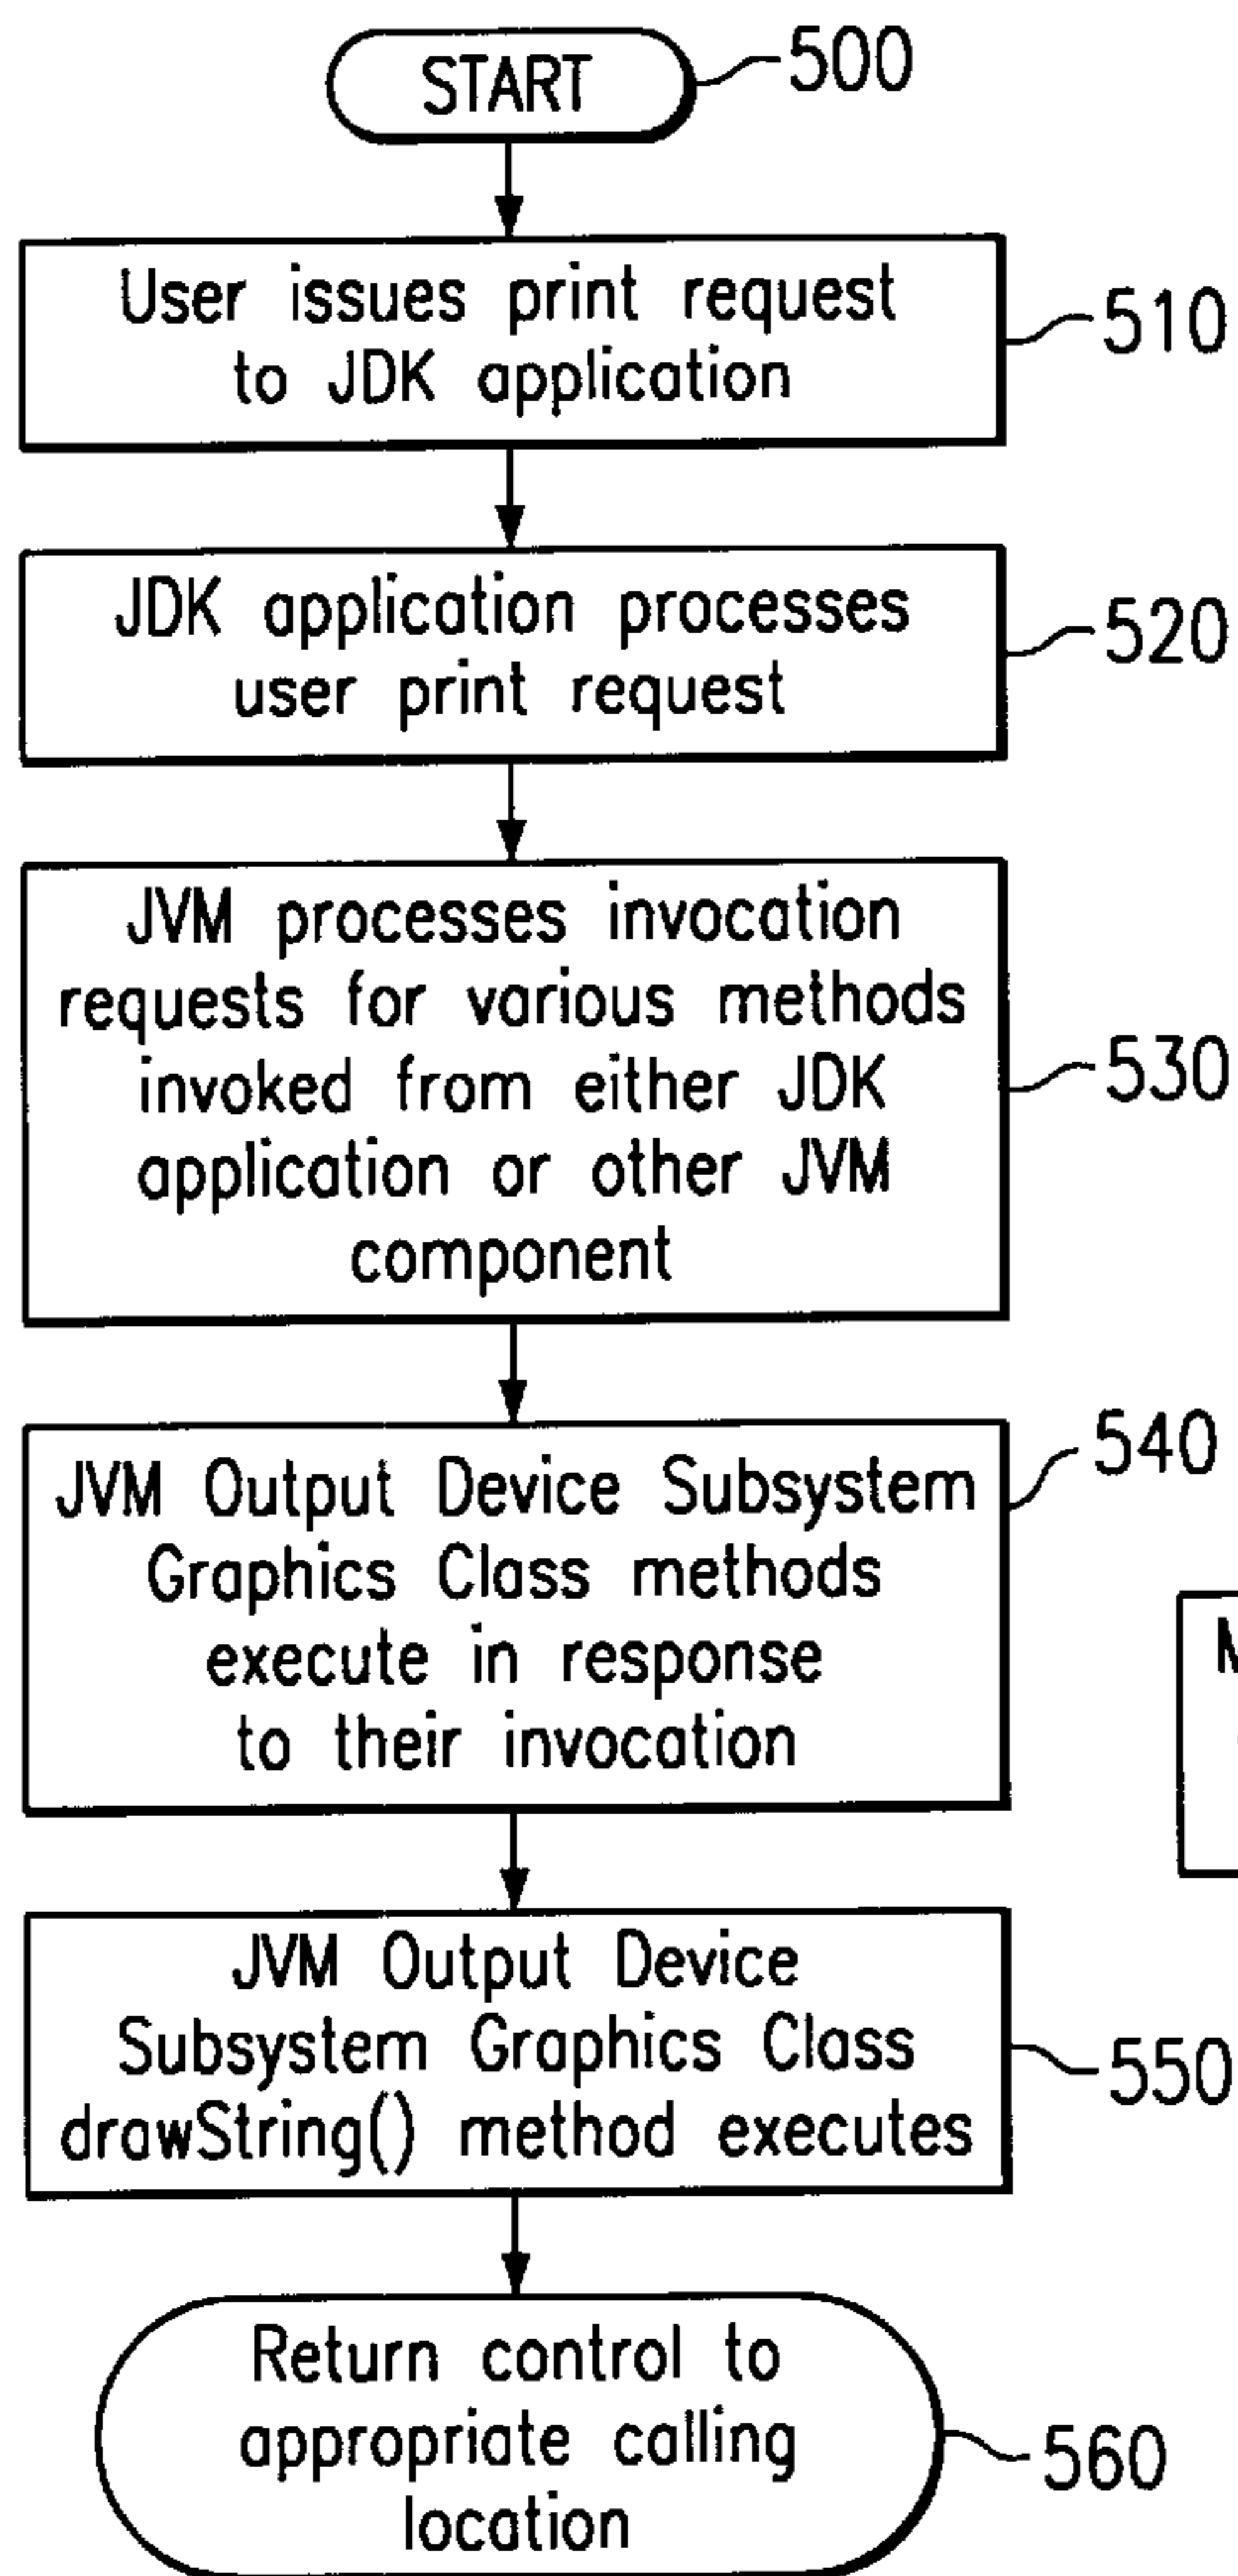 START
500
User issues print request
to JDK application
510
JDK application processes
user print request
520
JVM processes invocation
requests for various methods
invoked from either JDK
application or other JVM
component
530
JVM Output Device Subsystem
Graphics Class methods
execute in response
to their invocation
540
JVM Output Device
Subsystem Graphics Class
drawString() method executes
550
Return control to
appropriate calling
location
560